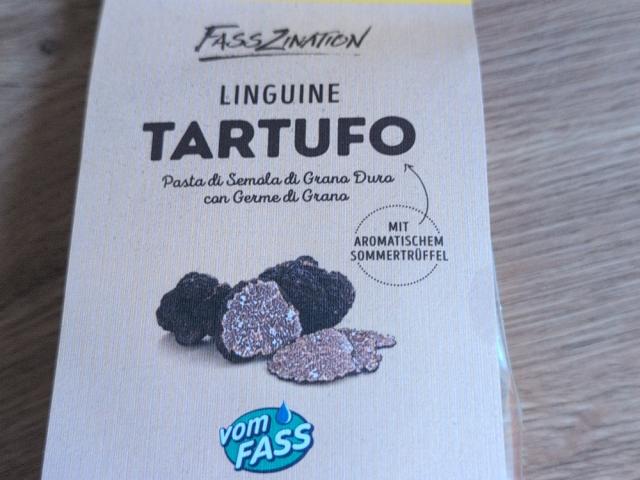 FASSZINATION
LINGUINE
TARTUFO
Pasta di Semola di Grano Duro
con Germe di Grano
MIT
AROMATISCHEM
SOMMERTRÜFFEL
vom
FASS